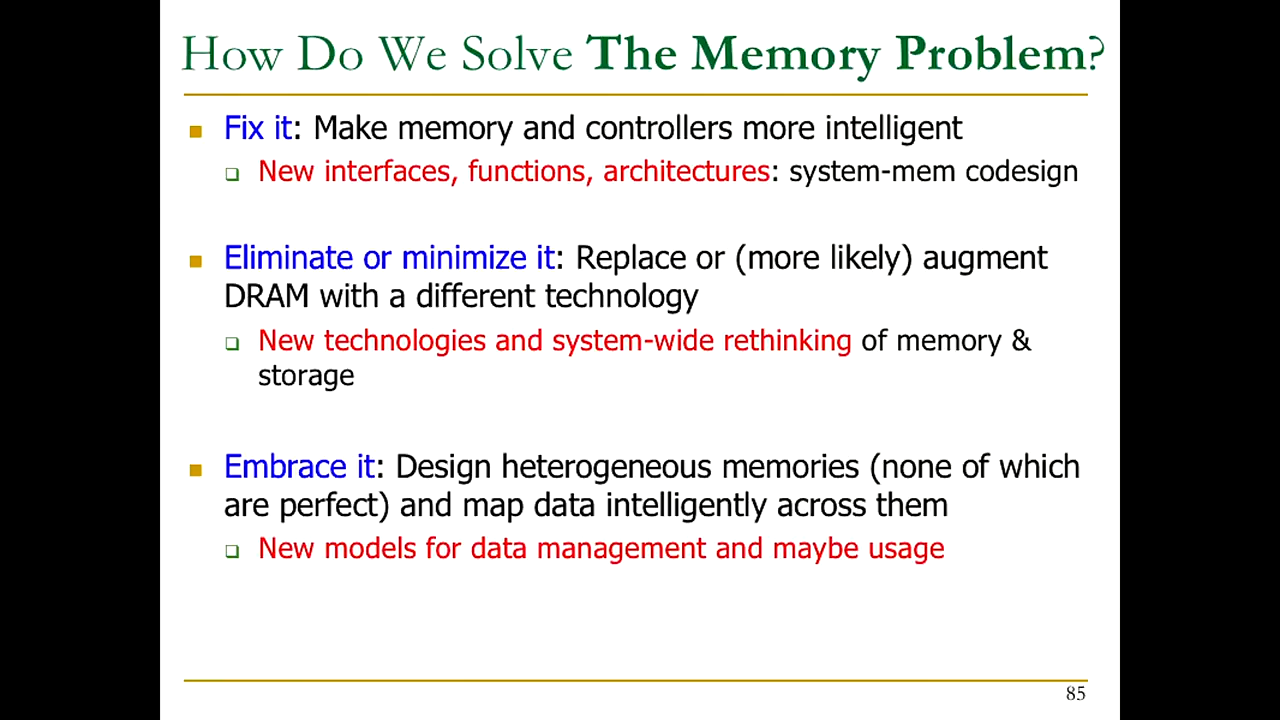 How Do We Solve The Memory Problem?
Fix it: Make memory and controllers more intelligent
New interfaces, functions, architectures: system-mem codesign
Eliminate or minimize it: Replace or (more likely) augment
DRAM with a different technology
New technologies and system-wide rethinking of memory &
storage
Embrace it: Design heterogeneous memories (none of which
are perfect) and map data intelligently across them
New models for data management and maybe usage
85